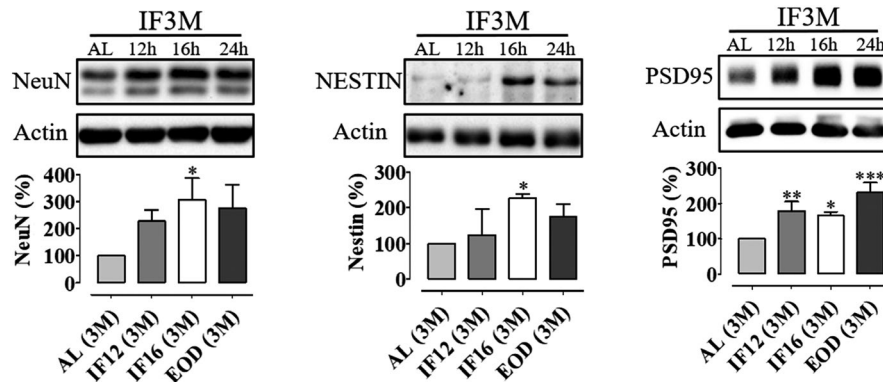 IF3M
AL 12h 16h 24h
NeuN
Actin
NeuN (%)
400
300
200
100
0
*
AL (3M)
IF12 (3M)
IF16 (3M)
EOD (3M)
IF3M
AL 12h 16h 24h
NESTIN
Actin
Nestin (%)
300
200
100
0
*
AL (3M)
IF12 (3M)
IF16 (3M)
EOD (3M)
IF3M
AL 12h 16h 24h
PSD95
Actin
PSD95 (%)
300
200
100
0
**
*
***
AL (3M)
IF12 (3M)
IF16 (3M)
EOD (3M)